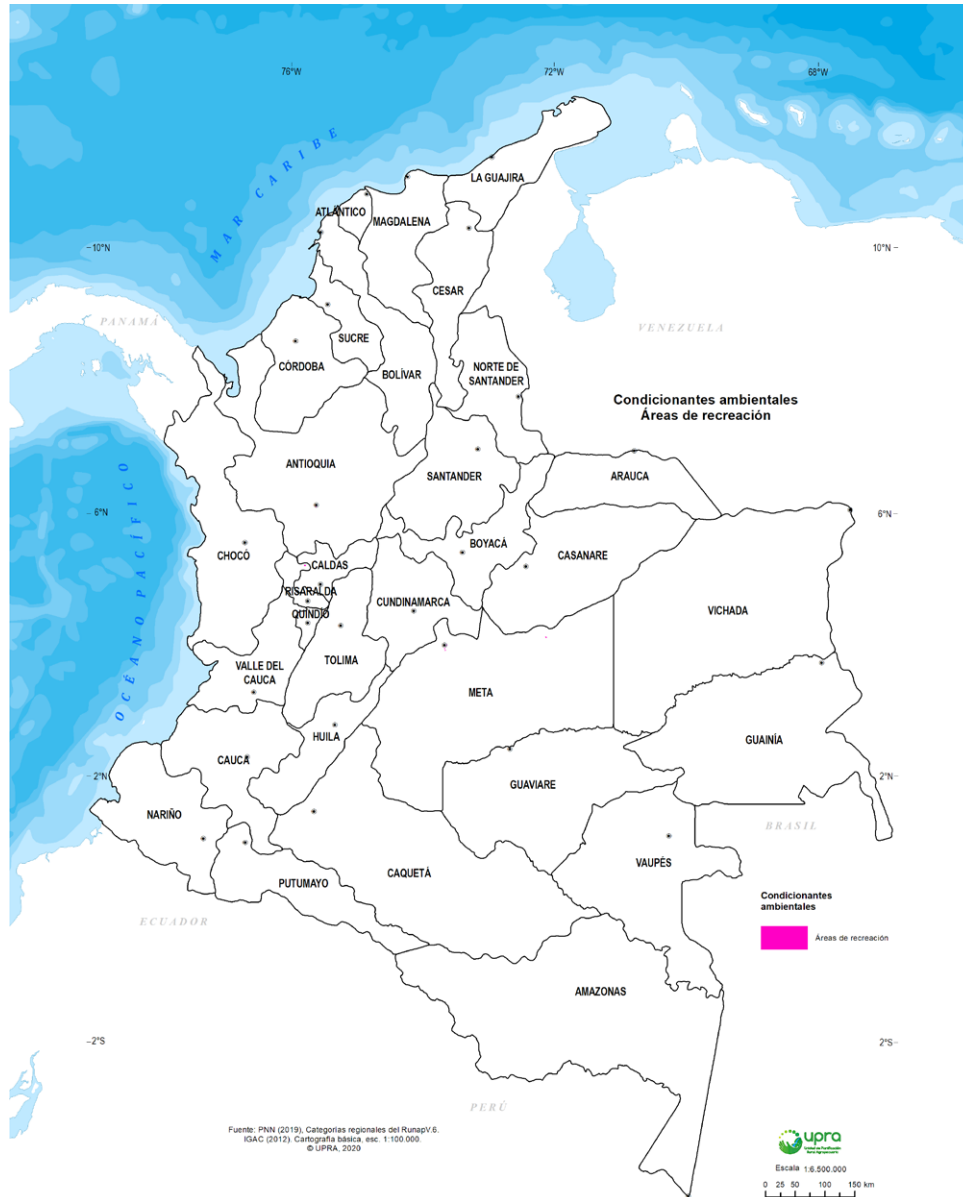 76°W
72°W
68°W
MAR CARIBE
LA GUAJIRA
ATLÁNTICO
MAGDALENA
10°N
10°N
CESAR
PANAMÁ
VENEZUELA
SUCRE
CÓRDOBA
BOLÍVAR
NORTE DE
SANTANDER
Condicionantes ambientales
Áreas de recreación
ANTIOQUIA
SANTANDER
ARAUCA
OCÉANO PACÍFICO
6°N
6°N
CHOCÓ
BOYACÁ
CASANARE
CALDAS
RISARALDA
CUNDINAMARCA
VICHADA
QUINDÍO
TOLIMA
VALLE DEL
CAUCA
META
HUILA
GUAINÍA
CAUCA
2°N
2°N
GUAVIARE
NARIÑO
BRASIL
VAUPÉS
CAQUETÁ
PUTUMAYO
Condicionantes
ambientales
ECUADOR
Áreas de recreación
AMAZONAS
2°S
2°S
PERÚ
Fuente: PNN (2019), Categorías regionales del RunapV.6.
IGAC (2012). Cartografía básica, esc. 1:100.000.
© UPRA, 2020
upra
Escala 1:6.500.000
0 25 50 100 150 km